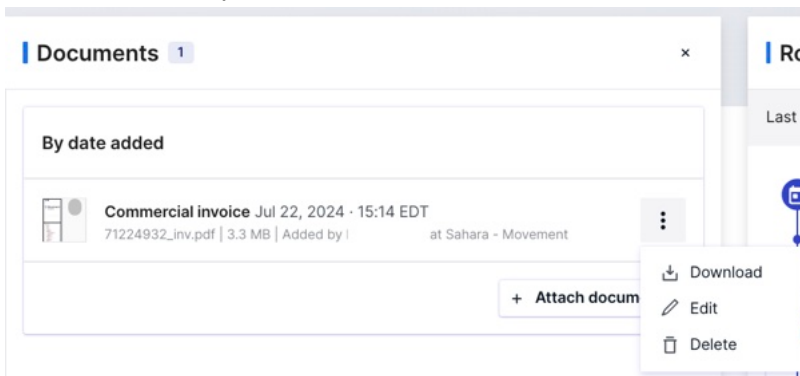 Documents 1 ×
Ro
Last
By date added
Commercial invoice Jul 22, 2024 · 15:14 EDT
71224932_inv.pdf | 3.3 MB | Added by at Sahara - Movement
+ Attach docum
Download
Edit
Delete